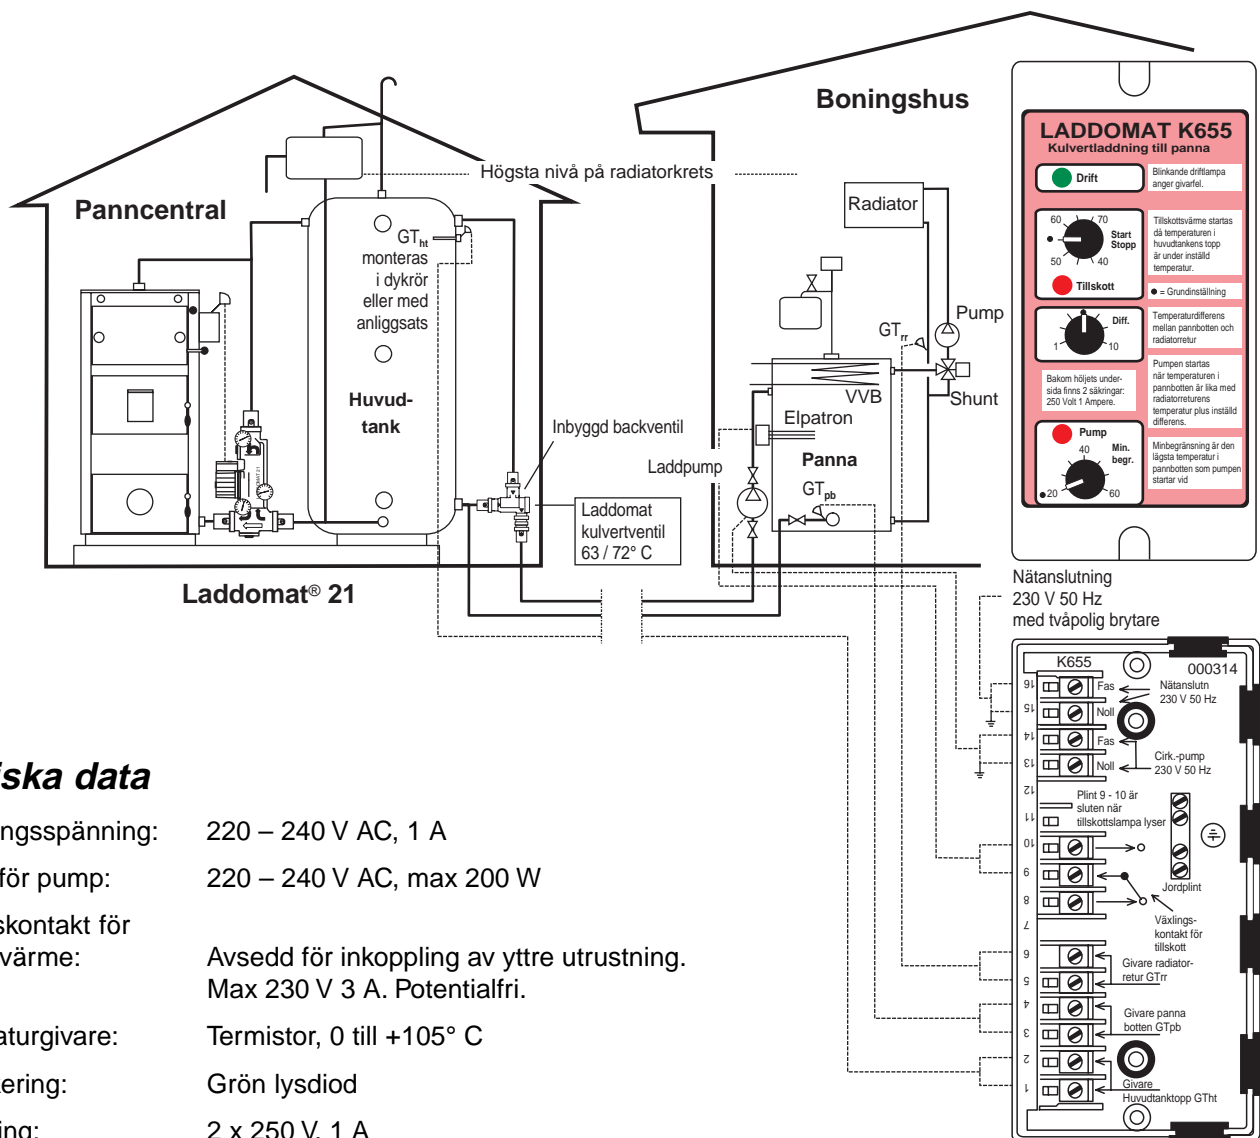 Boningshus
Högsta nivå på radiatorkrets
Panncentral
GTht
monteras
i dykrör
eller med
anliggsats
Huvud-
tank
Inbyggd backventil
Laddomat
kulvertventil
63 / 72° C
Laddomat® 21
Radiator
Pump
GTrr
Shunt
VVB
Elpatron
Laddpump
Panna
GTpb
LADDOMAT K655
Kulvertladdning till panna
Drift
Blinkande driftlampa
anger givarfel.
60
70
50
40
Start
Stopp
Tillskott
Tillskottsvärme startas
då temperaturen i
huvudtankens topp
är under inställd
temperatur.
● = Grundinställning
Diff.
1
10
Temperaturdifferens
mellan pannbotten och
radiatorretur
Bakom höljets under-
sida finns 2 säkringar:
250 Volt 1 Ampere.
Pumpen startas
när temperaturen i
pannbotten är lika med
radiatorreturens
temperatur plus inställd
differens.
Pump
40
Min.
begr.
20
60
Minbegränsning är den
lägsta temperatur i
pannbotten som pumpen
startar vid
Nätanslutning
230 V 50 Hz
med tvåpolig brytare
K655
000314
16
Fas
Nätanslutn
230 V 50 Hz
15
Noll
14
Fas
13
Noll
Cirk.-pump
230 V 50 Hz
12
Plint 9 - 10 är
sluten när
tillskottslampa lyser
11
10
9
8
Jordplint
7
Växlings-
kontakt för
tillskott
6
Givare radiator-
retur GTrr
5
4
Givare panna
botten GTpb
3
2
1
Givare
Huvudtanktopp GTht
iska data
ingsspänning: 220 – 240 V AC, 1 A
för pump: 220 – 240 V AC, max 200 W
skontakt för
värme: Avsedd för inkoppling av yttre utrustning.
Max 230 V 3 A. Potentialfri.
aturgivare: Termistor, 0 till +105° C
kering: Grön lysdiod
ing: 2 x 250 V, 1 A